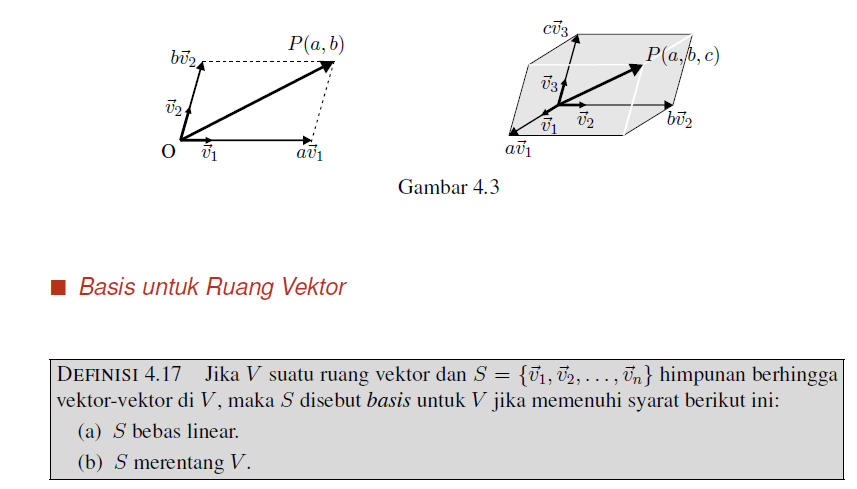 P(a, b)
bv⃗₂
v⃗₂
O
v⃗₁
av⃗₁
cv⃗₃
P(a, b, c)
v⃗₃
v⃗₁
v⃗₂
bv⃗₂
av⃗₁
Gambar 4.3
■ Basis untuk Ruang Vektor
DEFINISI 4.17 Jika V suatu ruang vektor dan S = {v⃗₁, v⃗₂, . . . , v⃗ₙ} himpunan berhingga
vektor-vektor di V, maka S disebut basis untuk V jika memenuhi syarat berikut ini:
(a) S bebas linear.
(b) S merentang V.